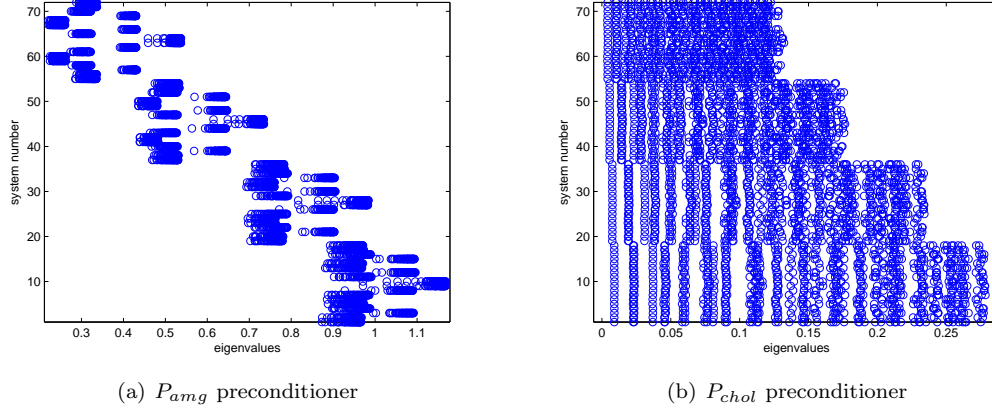 70
60
50
40
30
20
10
system number
0.3 0.4 0.5 0.6 0.7 0.8 0.9 1 1.1
eigenvalues
(a) P_amg preconditioner
70
60
50
40
30
20
10
system number
0 0.05 0.1 0.15 0.2 0.25
eigenvalues
(b) P_chol preconditioner